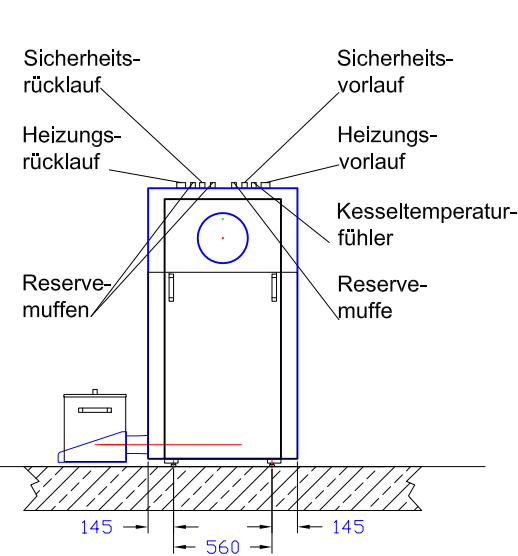 Sicherheits-
rücklauf
Sicherheits-
vorlauf
Heizungs-
rücklauf
Heizungs-
vorlauf
Kesseltemperatur-
fühler
Reserve-
muffen
Reserve-
muffe
145
145
560